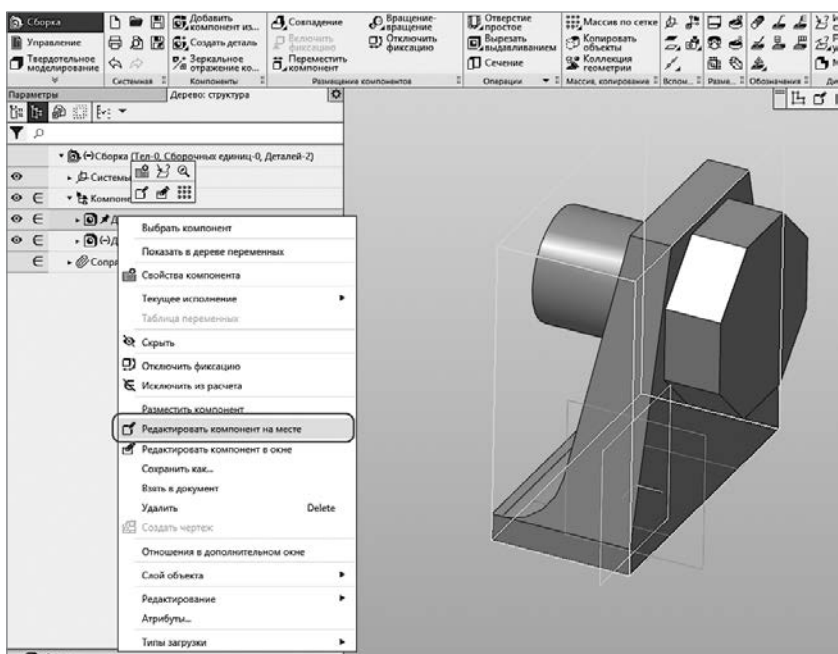 Сборка
Управление
Твердотельное
моделирование
Системная
Добавить
компонент из...
Создать деталь
Зеркальное
отражение ко...
Компоненты
Совпадение
Включить
фиксацию
Переместить
компонент
Вращение-
вращение
Отключить
фиксацию
Размещение компонентов
Отверстие
простое
Вырезать
выдавливанием
Сечение
Операции
Массив по сетке
Копировать
объекты
Коллекция
геометрии
Массив, копирование
Вспом...
Разме...
Обозначения
Параметры
Дерево: структура
(-)Сборка (Тел-0, Сборочных единиц-0, Деталей-2)
Системы
Компоне
Д
(-)Д
Сопр
Выбрать компонент
Показать в дереве переменных
Свойства компонента
Текущее исполнение
Таблица переменных
Скрыть
Отключить фиксацию
Исключить из расчета
Разместить компонент
Редактировать компонент на месте
Редактировать компонент в окне
Сохранить как...
Взять в документ
Удалить Delete
Создать чертеж
Отношения в дополнительном окне
Слой объекта
Редактирование
Атрибуты...
Типы загрузки